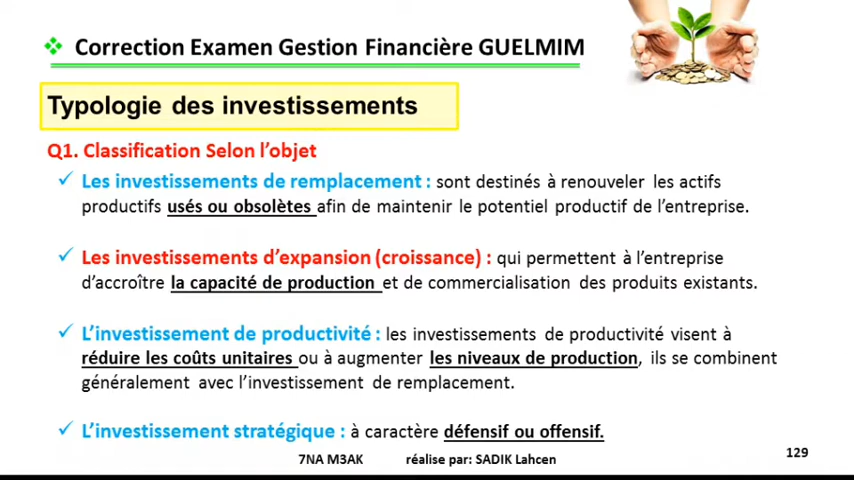 Correction Examen Gestion Financière GUELMIM
Typologie des investissements
Q1. Classification Selon l'objet
Les investissements de remplacement : sont destinés à renouveler les actifs
productifs usés ou obsolètes afin de maintenir le potentiel productif de l'entreprise.
Les investissements d'expansion (croissance) : qui permettent à l'entreprise
d'accroître la capacité de production et de commercialisation des produits existants.
L'investissement de productivité : les investissements de productivité visent à
réduire les coûts unitaires ou à augmenter les niveaux de production, ils se combinent
généralement avec l'investissement de remplacement.
L'investissement stratégique : à caractère défensif ou offensif.
129
7NA M3AK réalise par: SADIK Lahcen